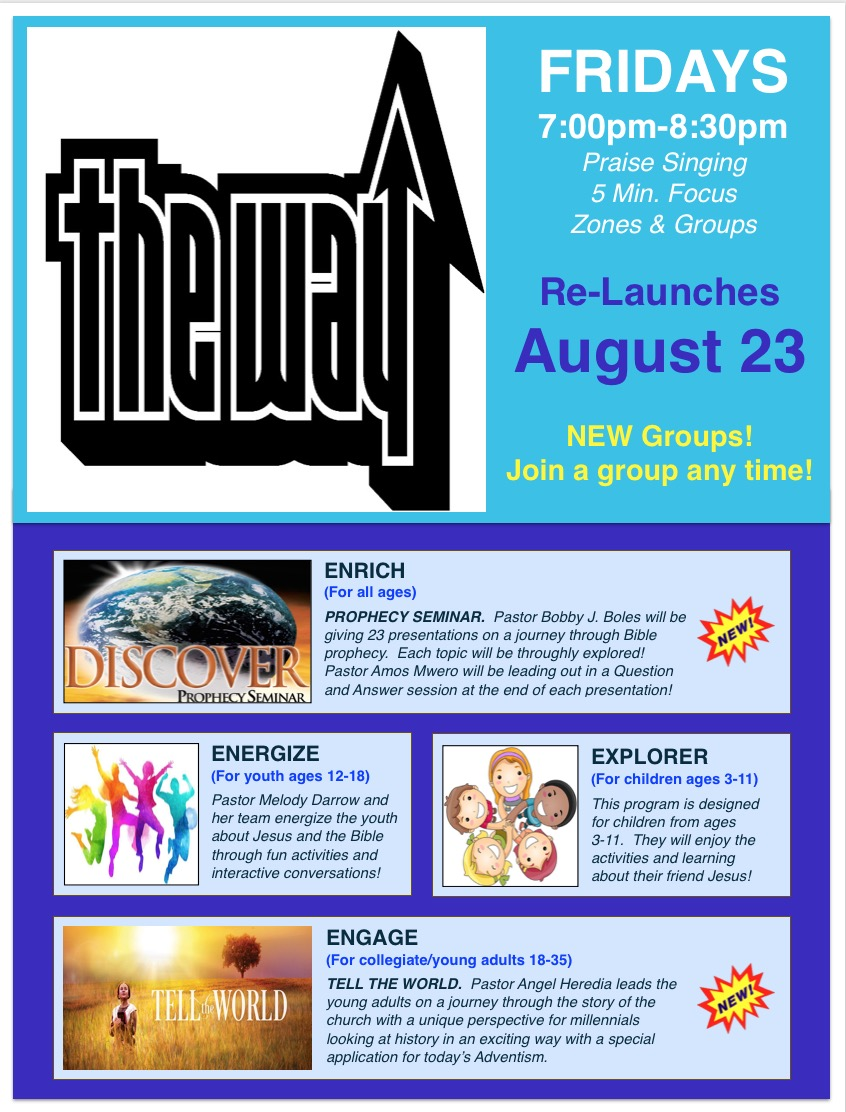 the way
FRIDAYS
7:00pm-8:30pm
Praise Singing
5 Min. Focus
Zones & Groups
Re-Launches
August 23
NEW Groups!
Join a group any time!
DISCOVER
PROPHECY SEMINAR
ENRICH
(For all ages)
PROPHECY SEMINAR.  Pastor Bobby J. Boles will be
giving 23 presentations on a journey through Bible
prophecy.  Each topic will be throughly explored!
Pastor Amos Mwero will be leading out in a Question
and Answer session at the end of each presentation!
NEW!
ENERGIZE
(For youth ages 12-18)
Pastor Melody Darrow and
her team energize the youth
about Jesus and the Bible
through fun activities and
interactive conversations!
EXPLORER
(For children ages 3-11)
This program is designed
for children from ages
3-11.  They will enjoy the
activities and learning
about their friend Jesus!
TELL the WORLD
ENGAGE
(For collegiate/young adults 18-35)
TELL THE WORLD.  Pastor Angel Heredia leads the
young adults on a journey through the story of the
church with a unique perspective for millennials
looking at history in an exciting way with a special
application for today's Adventism.
NEW!